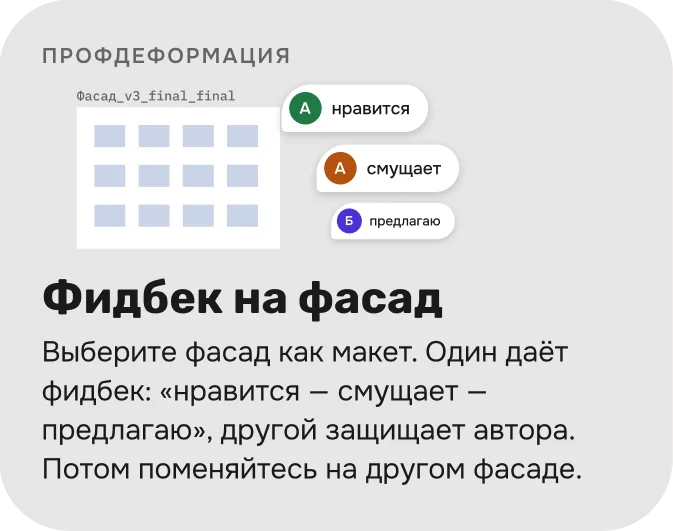 ПРОФДЕФОРМАЦИЯ
Фасад_v3_final_final
А нравится
А смущает
Б предлагаю
Фидбек на фасад
Выберите фасад как макет. Один даёт
фидбек: «нравится — смущает —
предлагаю», другой защищает автора.
Потом поменяйтесь на другом фасаде.